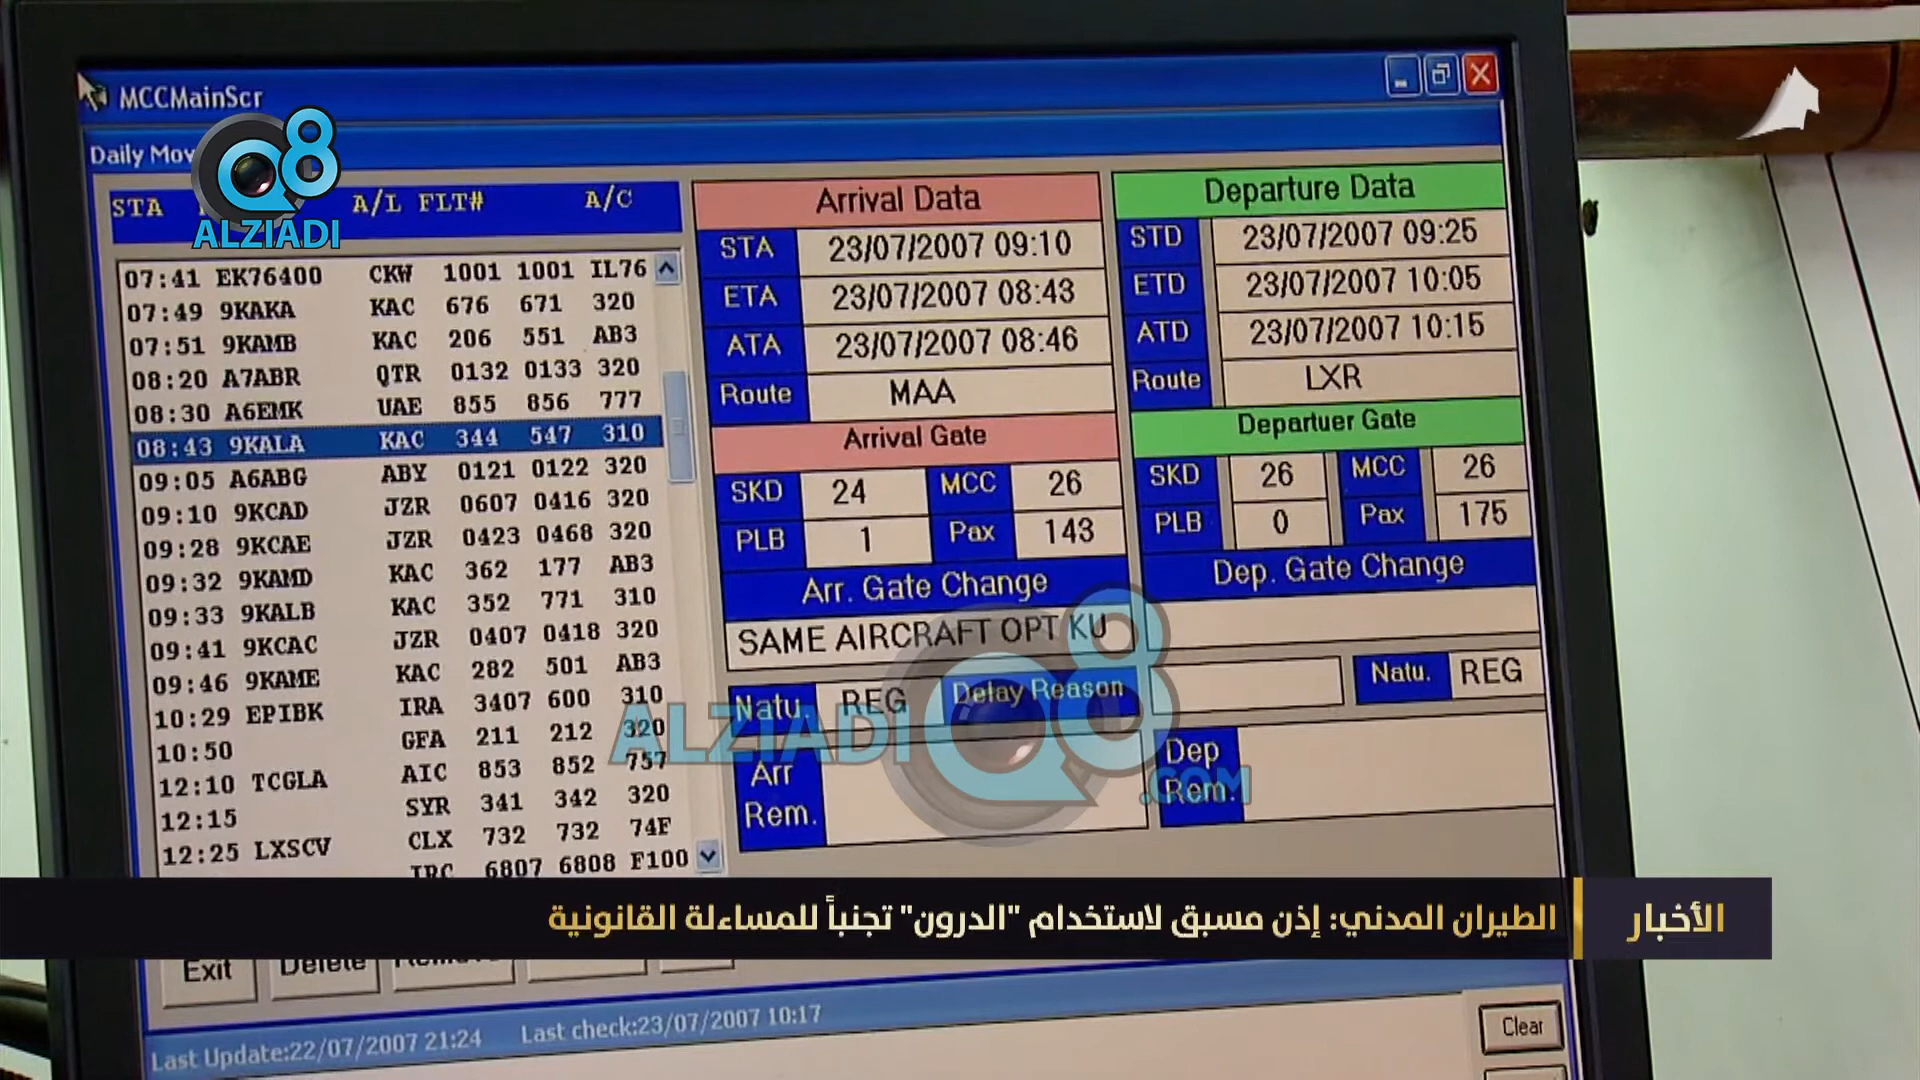 MCCMainScr
Daily Mov
Q8
ALZIADI
STA A/L FLT# A/C
07:41 EK76400 CKW 1001 1001 IL76
07:49 9KAKA KAC 676 671 320
07:51 9KAMB KAC 206 551 AB3
08:20 A7ABR QTR 0132 0133 320
08:30 A6EMK UAE 855 856 777
08:43 9KALA KAC 344 547 310
09:05 A6ABG ABY 0121 0122 320
09:10 9KCAD JZR 0607 0416 320
09:28 9KCAE JZR 0423 0468 320
09:32 9KAMD KAC 362 177 AB3
09:33 9KALB KAC 352 771 310
09:41 9KCAC JZR 0407 0418 320
09:46 9KAME KAC 282 501 AB3
10:29 EPIBK IRA 3407 600 310
10:50 GFA 211 212 320
12:10 TCGLA AIC 853 852 757
12:15 SYR 341 342 320
12:25 LXSCV CLX 732 732 74F
IRC 6807 6808 F100
Arrival Data
STA 23/07/2007 09:10
ETA 23/07/2007 08:43
ATA 23/07/2007 08:46
Route MAA
Arrival Gate
SKD 24 MCC 26
PLB 1 Pax 143
Arr. Gate Change
SAME AIRCRAFT OPT KU
Natu. REG Delay Reason
Arr
Rem.
Departure Data
STD 23/07/2007 09:25
ETD 23/07/2007 10:05
ATD 23/07/2007 10:15
Route LXR
Departuer Gate
SKD 26 MCC 26
PLB 0 Pax 175
Dep. Gate Change
Natu. REG
Dep
Rem.
ALZIADIQ8
.COM
الأخبار
الطيران المدني: إذن مسبق لاستخدام "الدرون" تجنباً للمساءلة القانونية
Exit Delete
Last Update:22/07/2007 21:24 Last check:23/07/2007 10:17
Clear